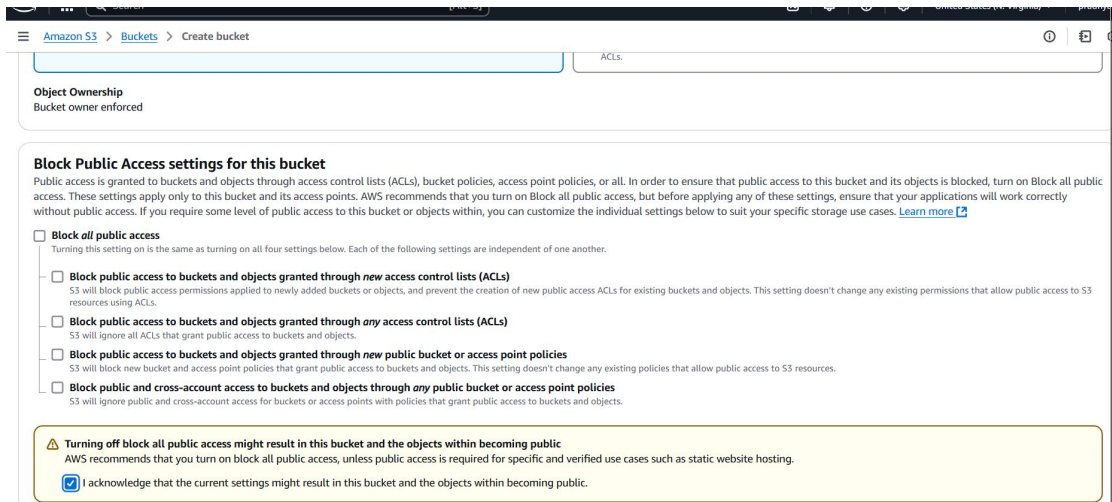 Amazon S3 > Buckets > Create bucket
ACLs.
Object Ownership
Bucket owner enforced
Block Public Access settings for this bucket
Public access is granted to buckets and objects through access control lists (ACLs), bucket policies, access point policies, or all. In order to ensure that public access to this bucket and its objects is blocked, turn on Block all public
access. These settings apply only to this bucket and its access points. AWS recommends that you turn on Block all public access, but before applying any of these settings, ensure that your applications will work correctly
without public access. If you require some level of public access to this bucket or objects within, you can customize the individual settings below to suit your specific storage use cases. Learn more
Block all public access
Turning this setting on is the same as turning on all four settings below. Each of the following settings are independent of one another.
Block public access to buckets and objects granted through new access control lists (ACLs)
S3 will block public access permissions applied to newly added buckets or objects, and prevent the creation of new public access ACLs for existing buckets and objects. This setting doesn't change any existing permissions that allow public access to S3
resources using ACLs.
Block public access to buckets and objects granted through any access control lists (ACLs)
S3 will ignore all ACLs that grant public access to buckets and objects.
Block public access to buckets and objects granted through new public bucket or access point policies
S3 will block new bucket and access point policies that grant public access to buckets and objects. This setting doesn't change any existing policies that allow public access to S3 resources.
Block public and cross-account access to buckets and objects through any public bucket or access point policies
S3 will ignore public and cross-account access for buckets or access points with policies that grant public access to buckets and objects.
Turning off block all public access might result in this bucket and the objects within becoming public
AWS recommends that you turn on block all public access, unless public access is required for specific and verified use cases such as static website hosting.
I acknowledge that the current settings might result in this bucket and the objects within becoming public.